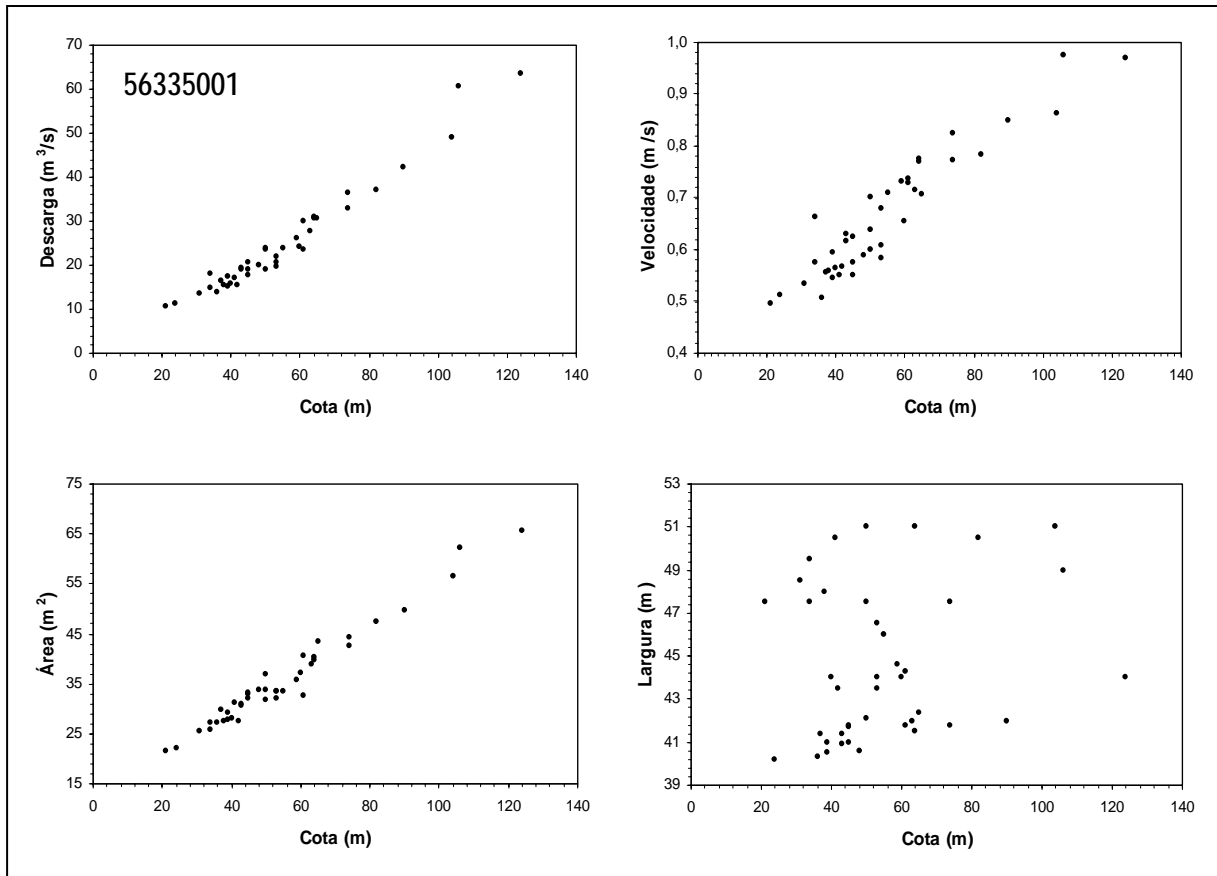 56335001
Descarga (m³/s)
70
60
50
40
30
20
10
0
0 20 40 60 80 100 120 140
Cota (m)
Velocidade (m /s)
1,0
0,9
0,8
0,7
0,6
0,5
0,4
0 20 40 60 80 100 120 140
Cota (m)
Área (m²)
75
65
55
45
35
25
15
0 20 40 60 80 100 120 140
Cota (m)
Largura (m )
53
51
49
47
45
43
41
39
0 20 40 60 80 100 120 140
Cota (m)